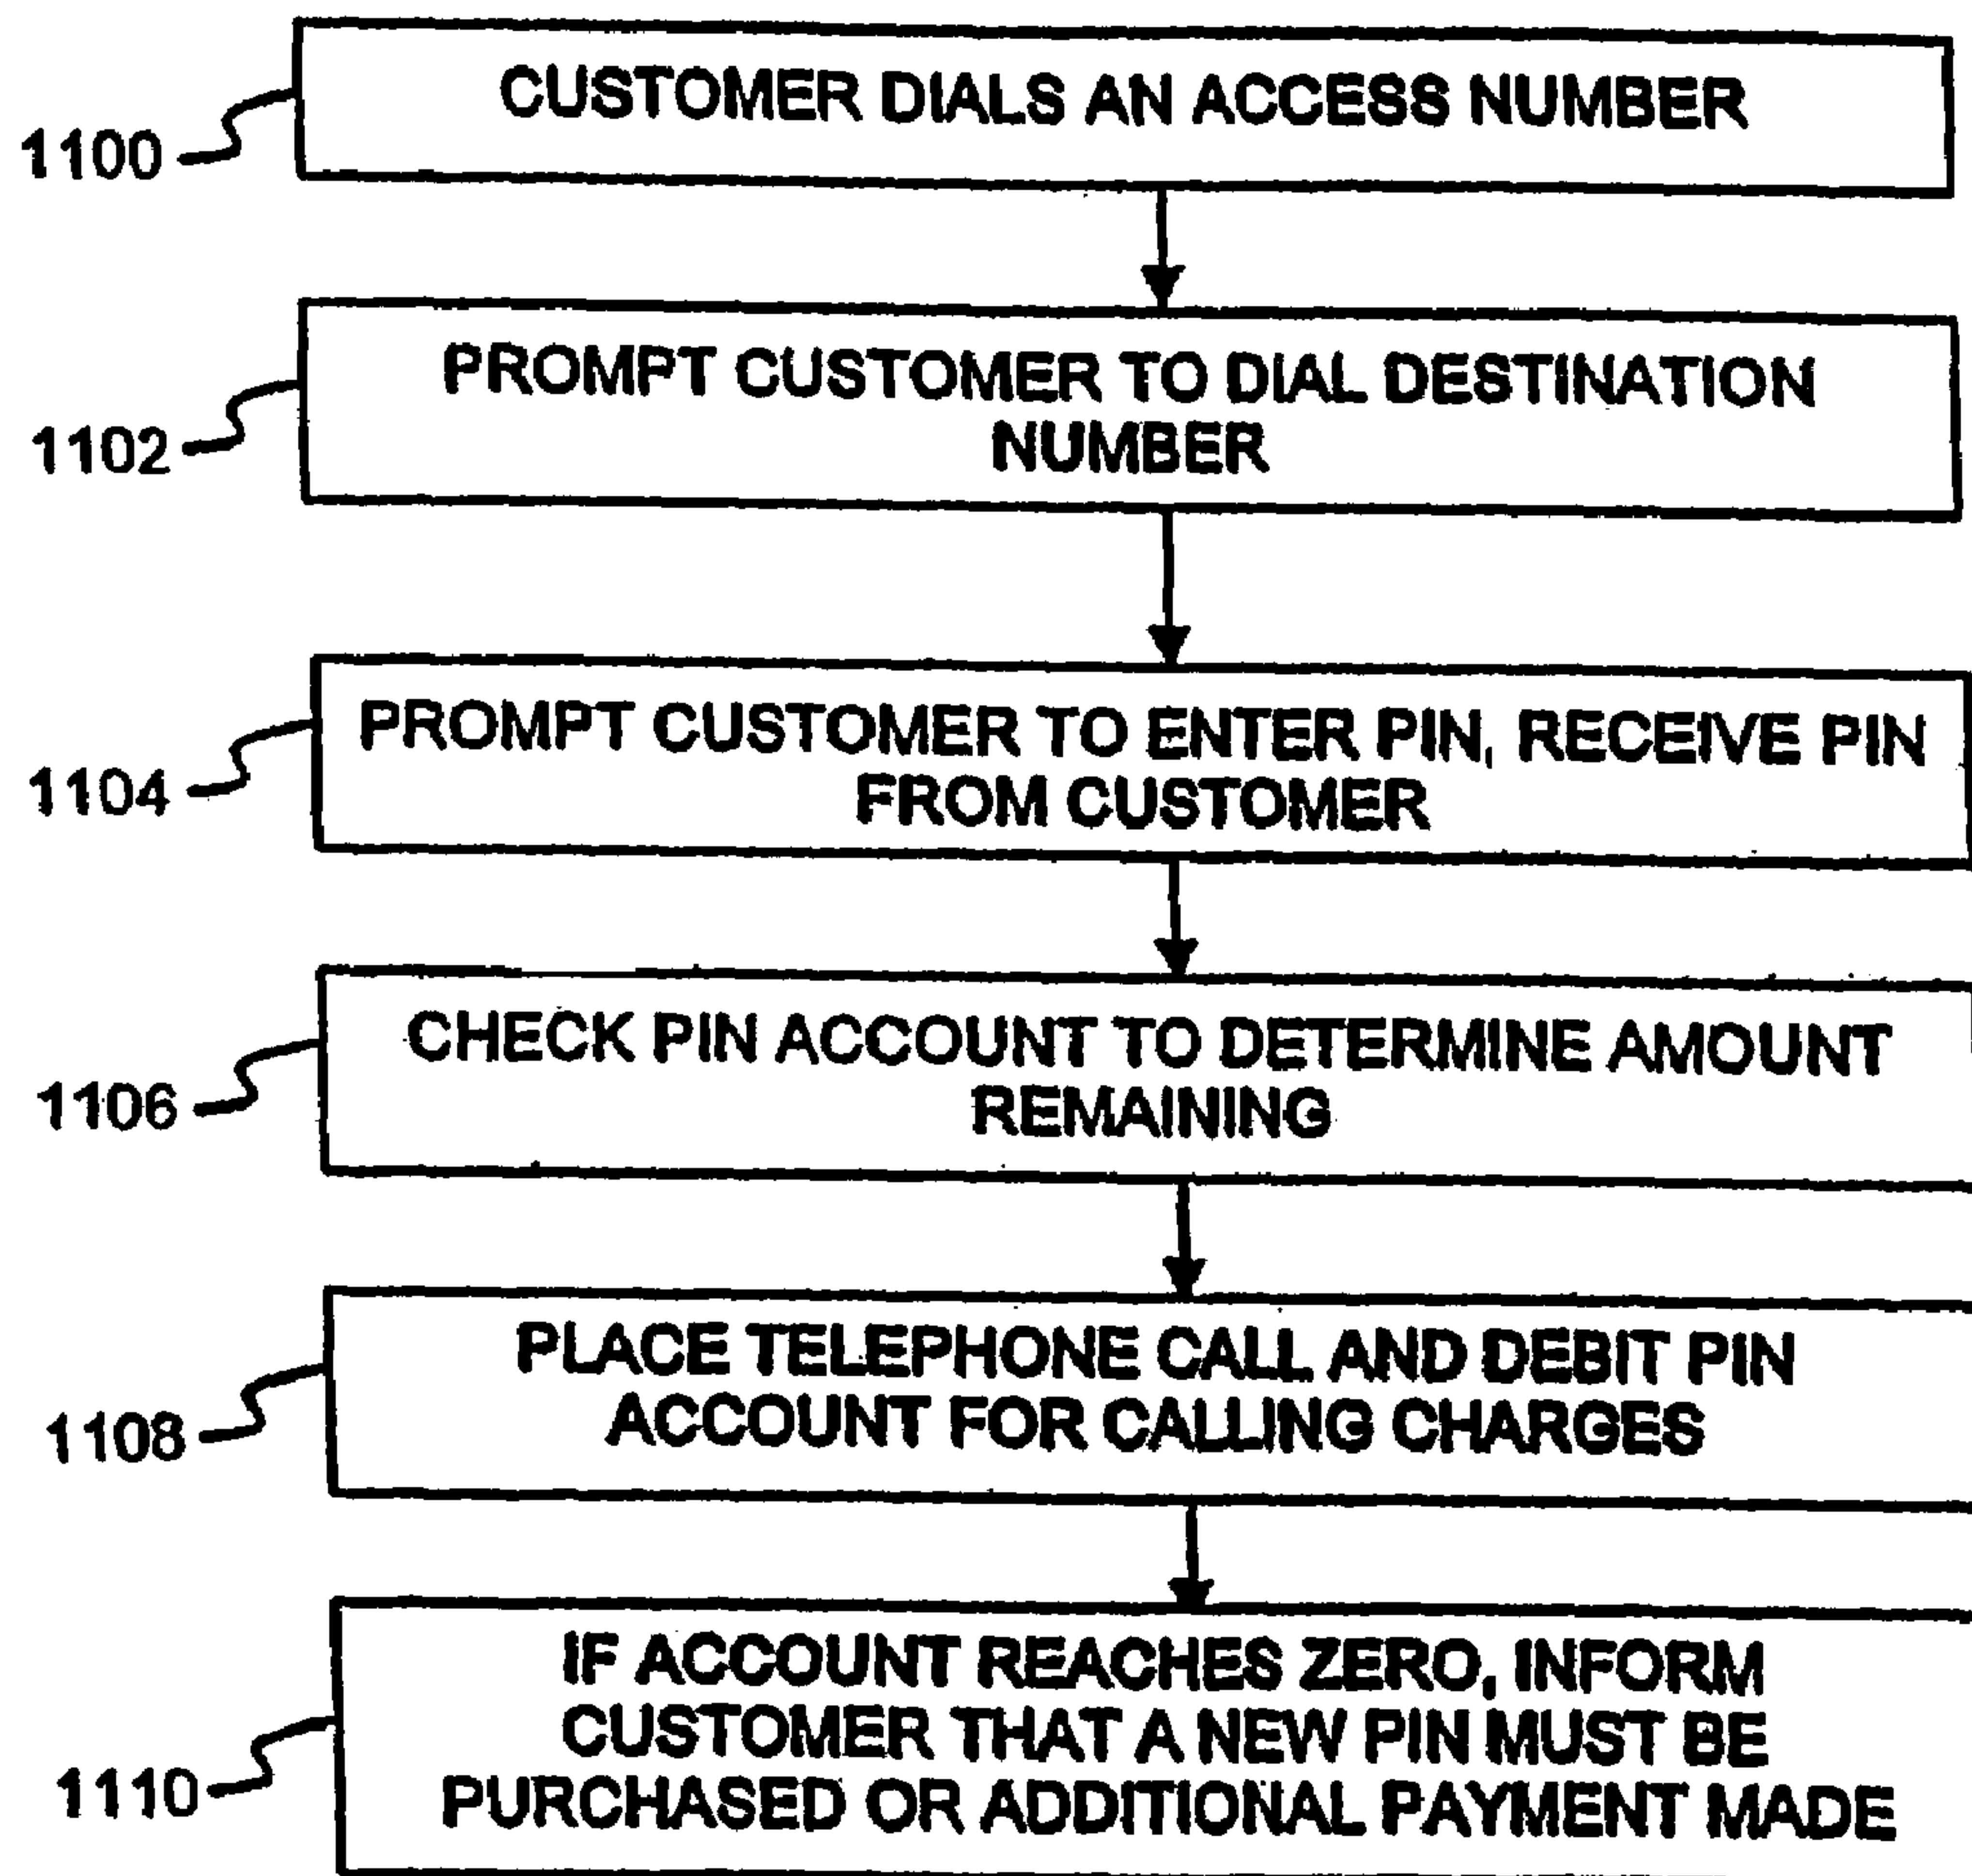 CUSTOMER DIALS AN ACCESS NUMBER
1100
PROMPT CUSTOMER TO DIAL DESTINATION
NUMBER
1102
PROMPT CUSTOMER TO ENTER PIN, RECEIVE PIN
FROM CUSTOMER
1104
CHECK PIN ACCOUNT TO DETERMINE AMOUNT
REMAINING
1106
PLACE TELEPHONE CALL AND DEBIT PIN
ACCOUNT FOR CALLING CHARGES
1108
IF ACCOUNT REACHES ZERO, INFORM
CUSTOMER THAT A NEW PIN MUST BE
PURCHASED OR ADDITIONAL PAYMENT MADE
1110